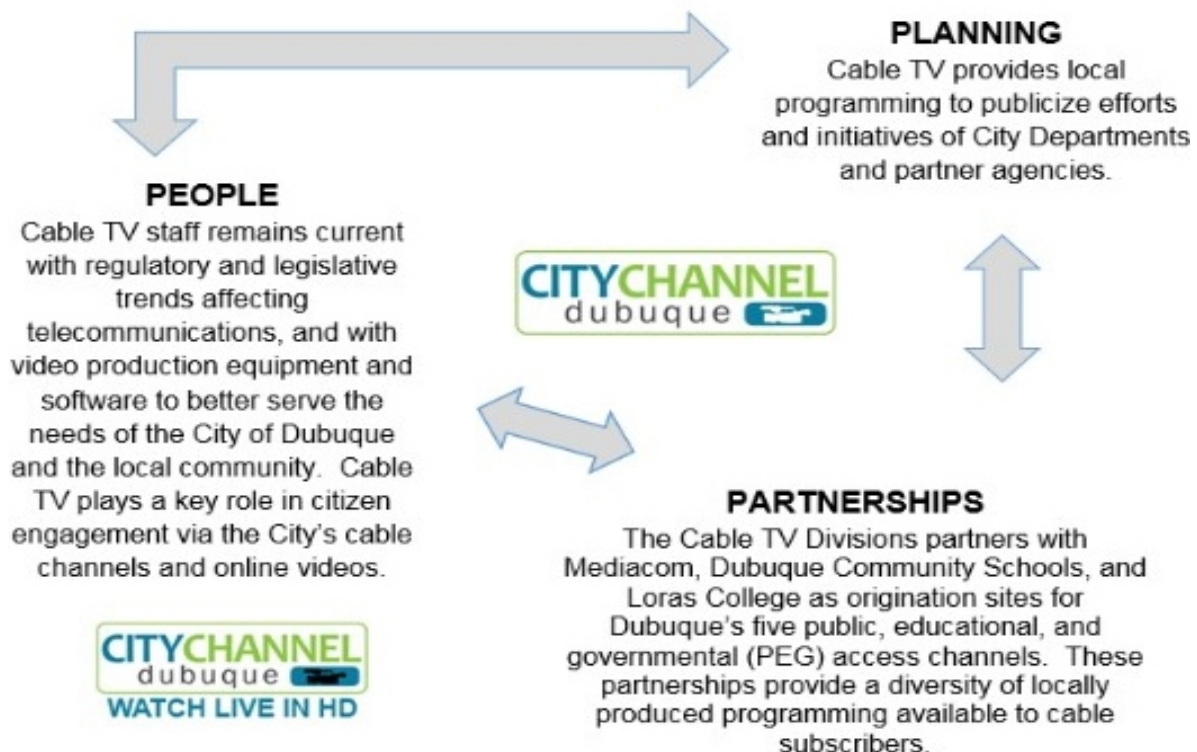 PLANNING
Cable TV provides local
programming to publicize efforts
and initiatives of City Departments
and partner agencies.
PEOPLE
Cable TV staff remains current
with regulatory and legislative
trends affecting
telecommunications, and with
video production equipment and
software to better serve the
needs of the City of Dubuque
and the local community.  Cable
TV plays a key role in citizen
engagement via the City's cable
channels and online videos.
CITYCHANNEL
dubuque
PARTNERSHIPS
The Cable TV Divisions partners with
Mediacom, Dubuque Community Schools, and
Loras College as origination sites for
Dubuque's five public, educational, and
governmental (PEG) access channels.  These
partnerships provide a diversity of locally
produced programming available to cable
subscribers.
CITYCHANNEL
dubuque
WATCH LIVE IN HD